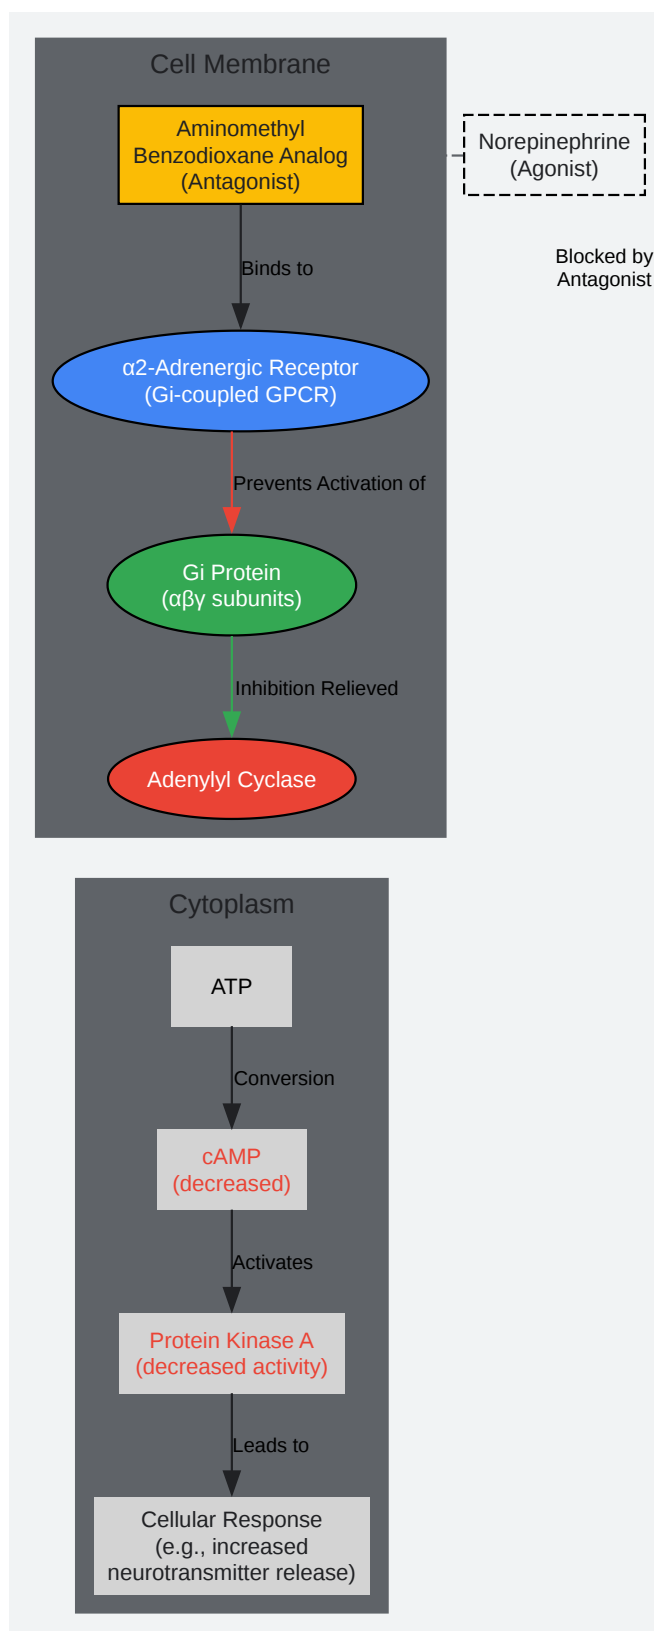 Cell Membrane
Aminomethyl
Benzodioxane Analog
(Antagonist)
Norepinephrine
(Agonist)
Binds to
Blocked by
Antagonist
α2-Adrenergic Receptor
(Gi-coupled GPCR)
Prevents Activation of
Gi Protein
(αβγ subunits)
Inhibition Relieved
Adenylyl Cyclase
Cytoplasm
ATP
Conversion
cAMP
(decreased)
Activates
Protein Kinase A
(decreased activity)
Leads to
Cellular Response
(e.g., increased
neurotransmitter release)